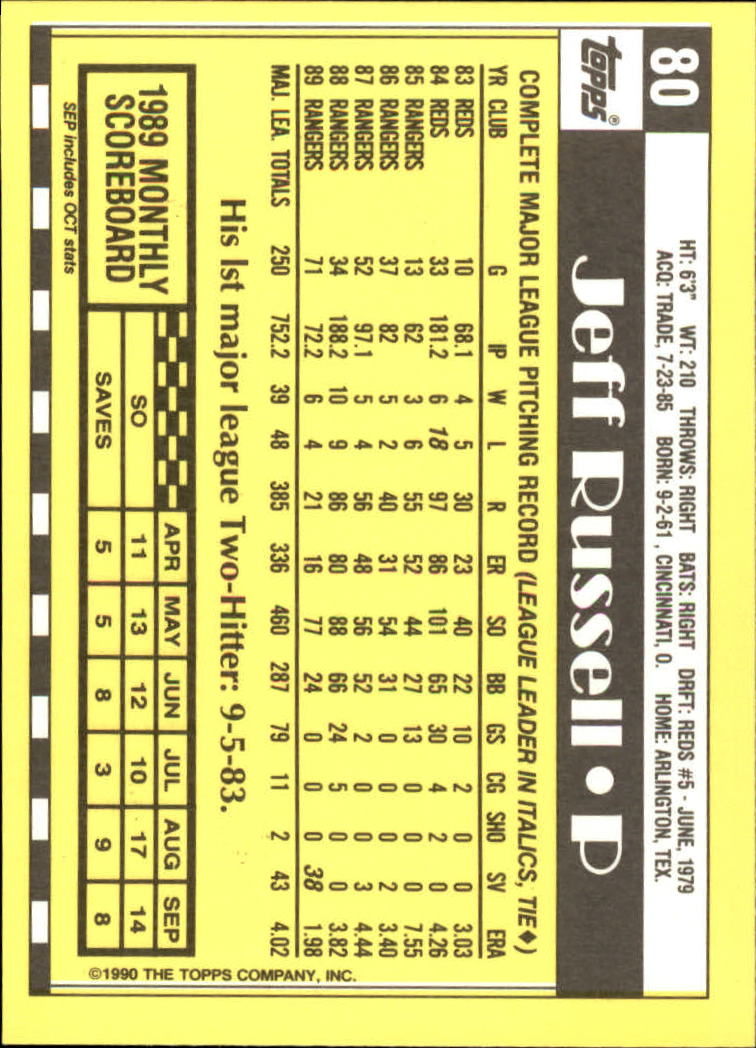 80
HT: 6'3" WT: 210 THROWS: RIGHT BATS: RIGHT DRFT: REDS #5 - JUNE, 1979
ACQ: TRADE, 7-23-85 BORN: 9-2-61, CINCINNATI, O. HOME: ARLINGTON, TEX.
topps® Jeff Russell • P
COMPLETE MAJOR LEAGUE PITCHING RECORD (LEAGUE LEADER IN ITALICS, TIE♦)
YR CLUB G IP W L R ER SO BB GS CG SHO SV ERA
83 REDS 10 68.1 4 5 30 23 40 22 10 2 0 0 3.03
84 REDS 33 181.2 6 18 97 86 101 65 30 4 2 0 4.26
85 RANGERS 13 62 3 6 55 52 44 27 13 0 0 0 7.55
86 RANGERS 37 82 5 2 40 31 54 31 0 0 0 2 3.40
87 RANGERS 52 97.1 5 4 56 48 56 52 2 0 0 3 4.44
88 RANGERS 34 188.2 10 9 86 80 88 66 24 5 0 0 3.82
89 RANGERS 71 72.2 6 4 21 16 77 24 0 0 0 38 1.98
MAJ. LEA. TOTALS 250 752.2 39 48 385 336 460 287 79 11 2 43 4.02
His 1st major league Two-Hitter: 9-5-83.
1989 MONTHLY
SCOREBOARD
APR MAY JUN JUL AUG SEP
SO 11 13 12 10 17 14
SAVES 5 5 8 3 9 8
SEP includes OCT stats
©1990 THE TOPPS COMPANY, INC.